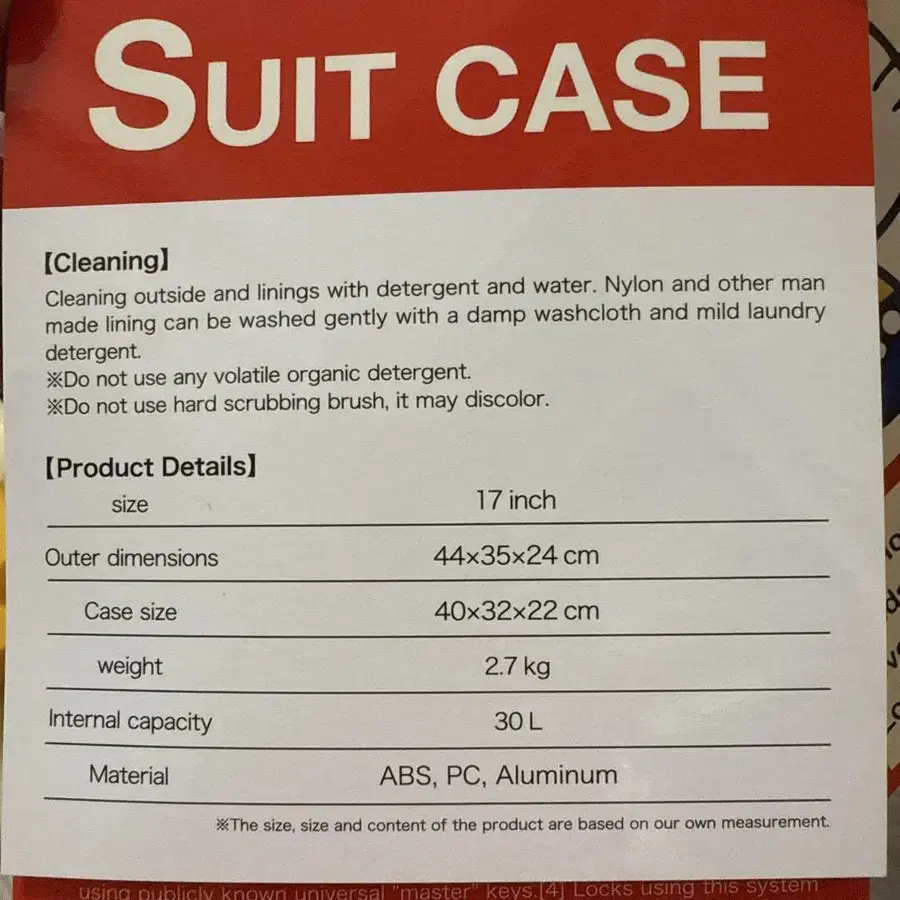 SUIT CASE
【Cleaning】
Cleaning outside and linings with detergent and water. Nylon and other man
made lining can be washed gently with a damp washcloth and mild laundry
detergent.
※Do not use any volatile organic detergent.
※Do not use hard scrubbing brush, it may discolor.
【Product Details】
size 17 inch
Outer dimensions 44×35×24 cm
Case size 40×32×22 cm
weight 2.7 kg
Internal capacity 30 L
Material ABS, PC, Aluminum
※The size, size and content of the product are based on our own measurement.
using publicly known universal "master" keys.[4] Locks using this system